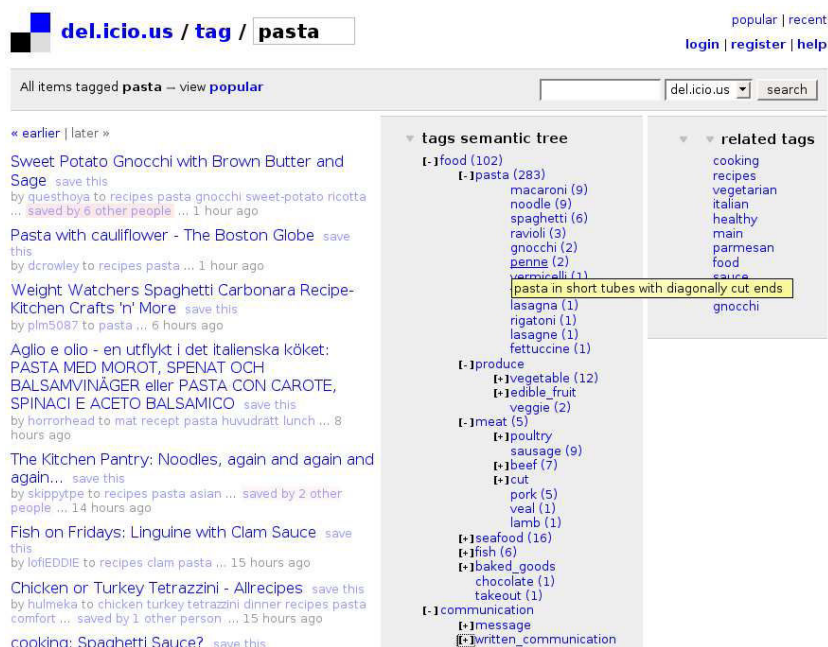 del.icio.us / tag / pasta
popular | recent
login | register | help
All items tagged pasta — view popular
del.icio.us
search
« earlier | later »
Sweet Potato Gnocchi with Brown Butter and
Sage save this
by questhoya to recipes pasta gnocchi sweet-potato ricotta
... saved by 6 other people ... 1 hour ago
Pasta with cauliflower - The Boston Globe save
this
by dcrowley to recipes pasta ... 1 hour ago
Weight Watchers Spaghetti Carbonara Recipe-
Kitchen Crafts 'n' More save this
by plm5087 to pasta ... 6 hours ago
Aglio e olio - en utflykt i det italienska köket:
PASTA MED MOROT, SPENAT OCH
BALSAMVINÄGER eller PASTA CON CAROTE,
SPINACI E ACETO BALSAMICO save this
by horrorhead to mat recept pasta huvudrätt lunch ... 8
hours ago
The Kitchen Pantry: Noodles, again and again and
again... save this
by skippytpe to recipes pasta asian ... saved by 2 other
people ... 14 hours ago
Fish on Fridays: Linguine with Clam Sauce save
this
by lofiEDDIE to recipes clam pasta ... 15 hours ago
Chicken or Turkey Tetrazzini - Allrecipes save this
by hulmeka to chicken turkey tetrazzini dinner recipes pasta
comfort ... saved by 1 other person ... 15 hours ago
cooking: Spaghetti Sauce? save this
tags semantic tree
[-]food (102)
[-]pasta (283)
macaroni (9)
noodle (9)
spaghetti (6)
ravioli (3)
gnocchi (2)
penne (2)
vermicelli (1)
pasta in short tubes with diagonally cut ends
lasagna (1)
rigatoni (1)
lasagne (1)
fettuccine (1)
[-]produce
[+]vegetable (12)
[+]edible_fruit
veggie (2)
[-]meat (5)
[+]poultry
sausage (9)
[+]beef (7)
[+]cut
pork (5)
veal (1)
lamb (1)
[+]seafood (16)
[+]fish (6)
[+]baked_goods
chocolate (1)
takeout (1)
[-]communication
[+]message
[+]written_communication
related tags
cooking
recipes
vegetarian
italian
healthy
main
parmesan
food
sauce
gnocchi